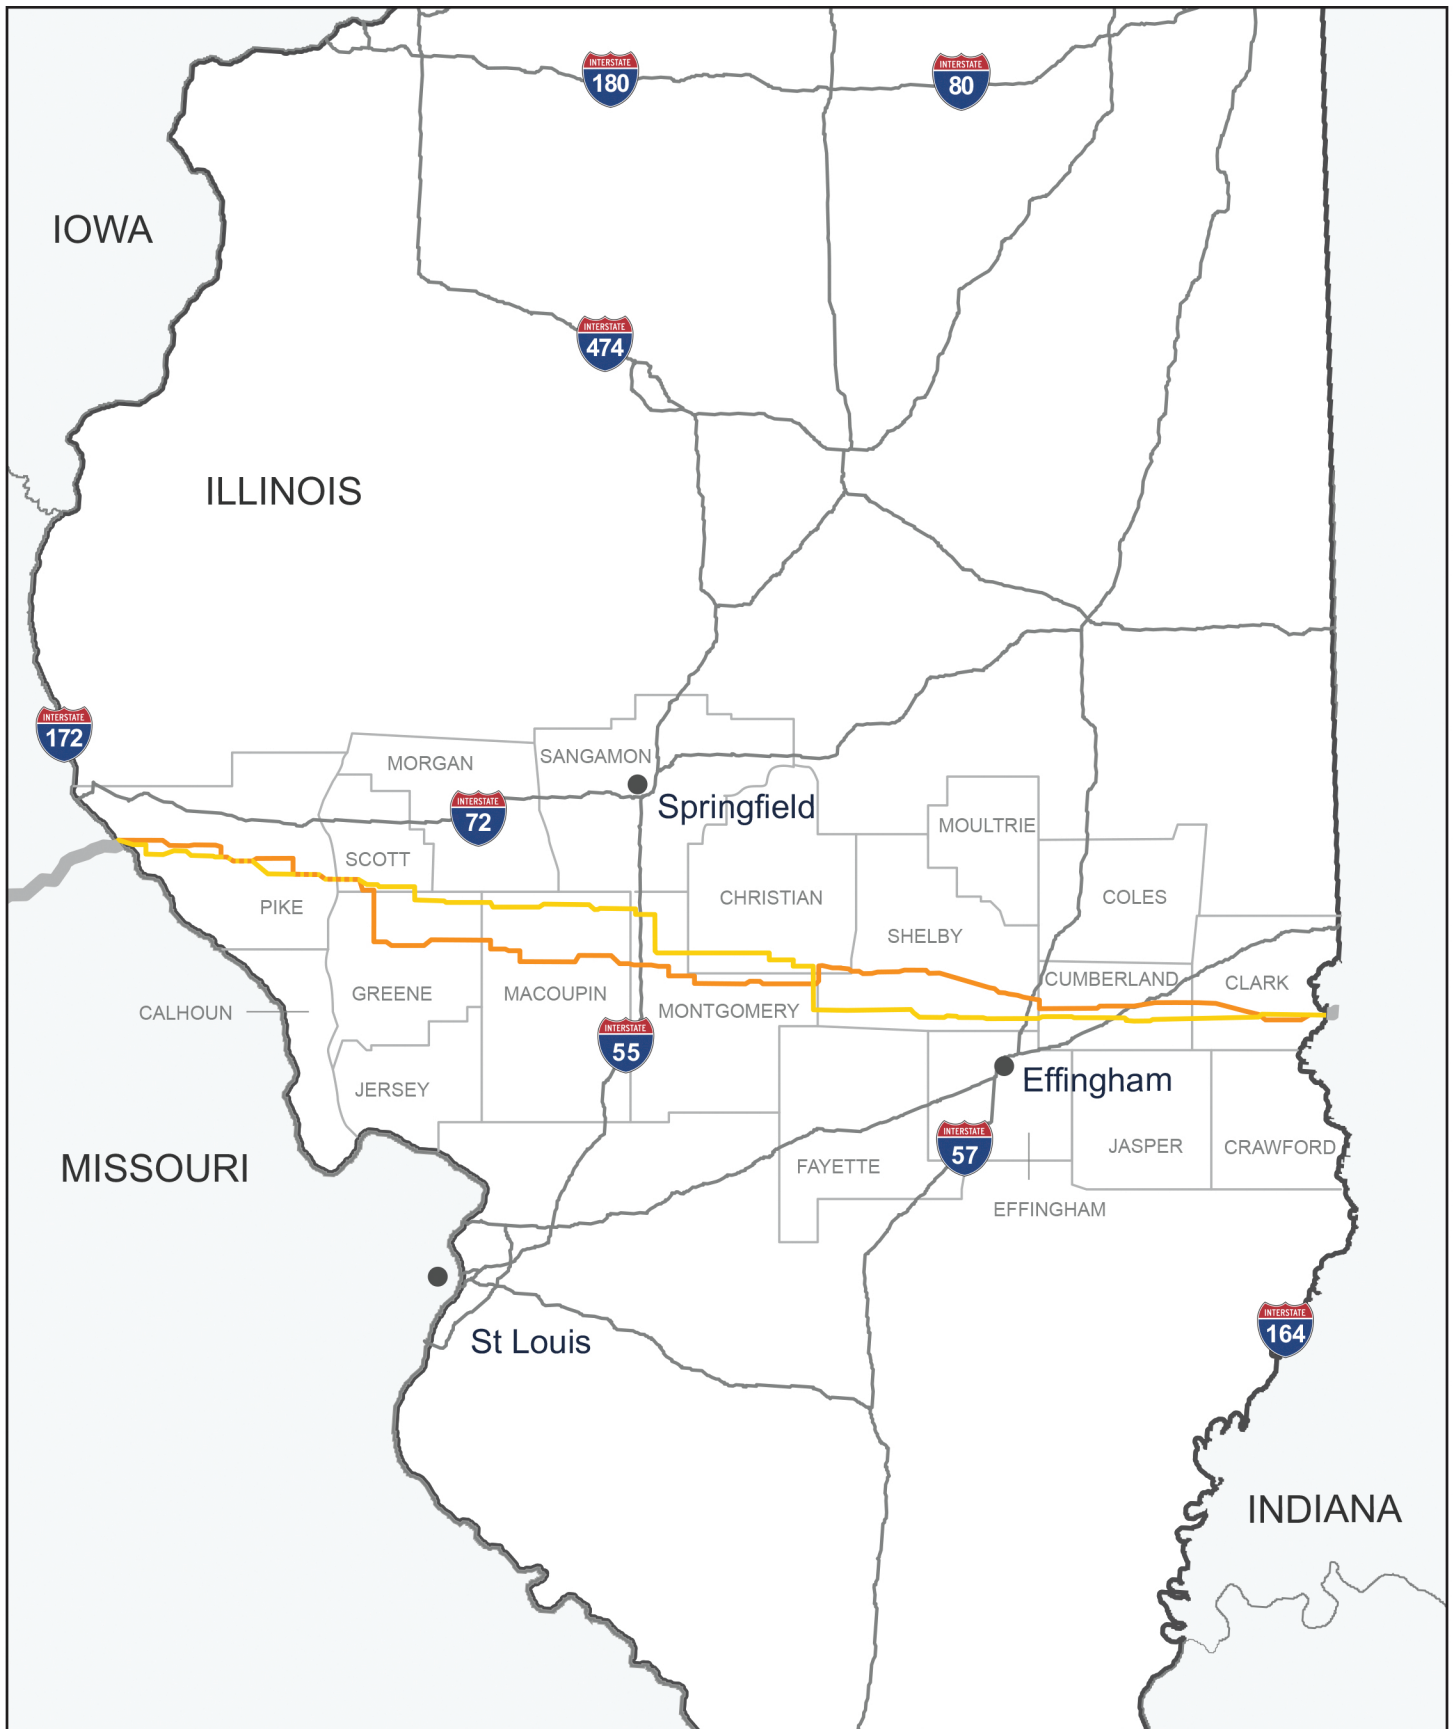 INTERSTATE
180
INTERSTATE
80
IOWA
INTERSTATE
474
ILLINOIS
INTERSTATE
172
MORGAN
SANGAMON
Springfield
INTERSTATE
72
MOULTRIE
SCOTT
PIKE
CHRISTIAN
COLES
SHELBY
GREENE
MACOUPIN
CUMBERLAND
CLARK
CALHOUN
MONTGOMERY
INTERSTATE
55
JERSEY
Effingham
INTERSTATE
57
MISSOURI
FAYETTE
JASPER
CRAWFORD
EFFINGHAM
St Louis
INTERSTATE
164
INDIANA